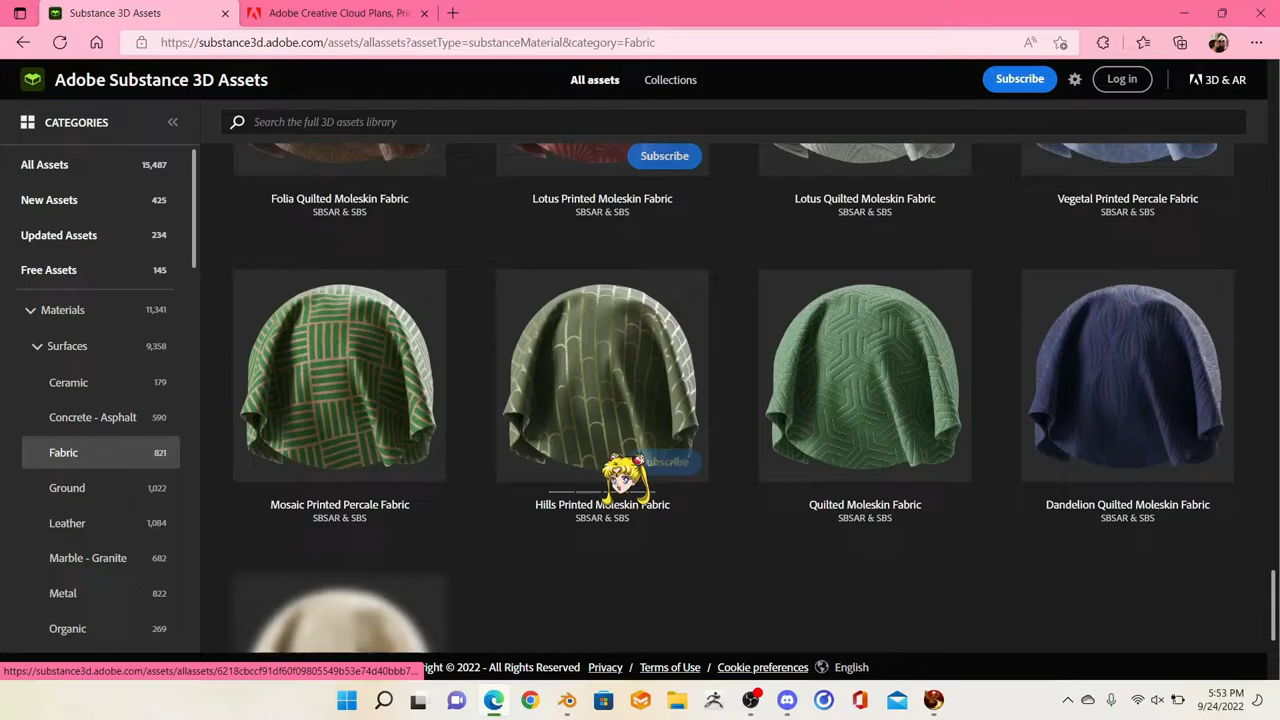 Substance 3D Assets
Adobe Creative Cloud Plans, Pric
https://substance3d.adobe.com/assets/allassets?assetType=substanceMaterial&category=Fabric
Adobe Substance 3D Assets
All assets
Collections
Subscribe
Log in
3D & AR
CATEGORIES
Search the full 3D assets library
All Assets 15,487
New Assets 425
Updated Assets 234
Free Assets 145
Materials 11,341
Surfaces 9,358
Ceramic 179
Concrete - Asphalt 590
Fabric 821
Ground 1,022
Leather 1,084
Marble - Granite 682
Metal 822
Organic 269
Subscribe
Folia Quilted Moleskin Fabric
SBSAR & SBS
Lotus Printed Moleskin Fabric
SBSAR & SBS
Lotus Quilted Moleskin Fabric
SBSAR & SBS
Vegetal Printed Percale Fabric
SBSAR & SBS
Subscribe
Mosaic Printed Percale Fabric
SBSAR & SBS
Hills Printed Moleskin Fabric
SBSAR & SBS
Quilted Moleskin Fabric
SBSAR & SBS
Dandelion Quilted Moleskin Fabric
SBSAR & SBS
https://substance3d.adobe.com/assets/allassets/6218cbccf91df60f09805549b53e74d40bbb7...
© 2022 - All Rights Reserved
Privacy / Terms of Use / Cookie preferences
English
5:53 PM
9/24/2022